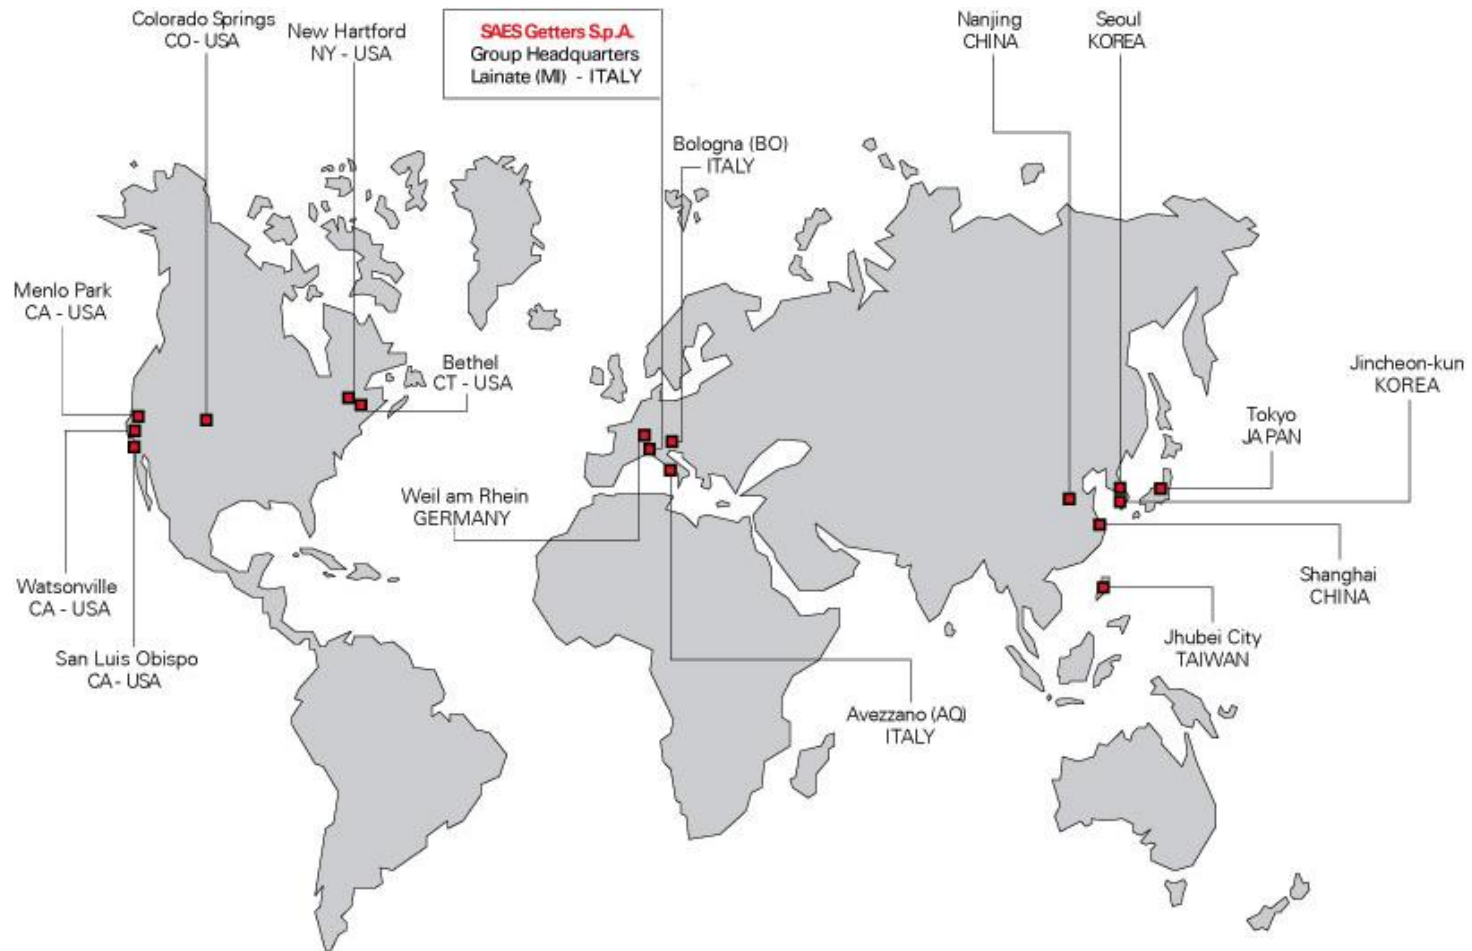 Colorado Springs
CO - USA
New Hartford
NY - USA
SAES Getters S.p.A.
Group Headquarters
Lainate (MI) - ITALY
Nanjing
CHINA
Seoul
KOREA
Bologna (BO)
ITALY
Menlo Park
CA - USA
Bethel
CT - USA
Jincheon-kun
KOREA
Tokyo
JAPAN
Weil am Rhein
GERMANY
Watsonville
CA - USA
Shanghai
CHINA
Jhubei City
TAIWAN
San Luis Obispo
CA - USA
Avezzano (AQ)
ITALY